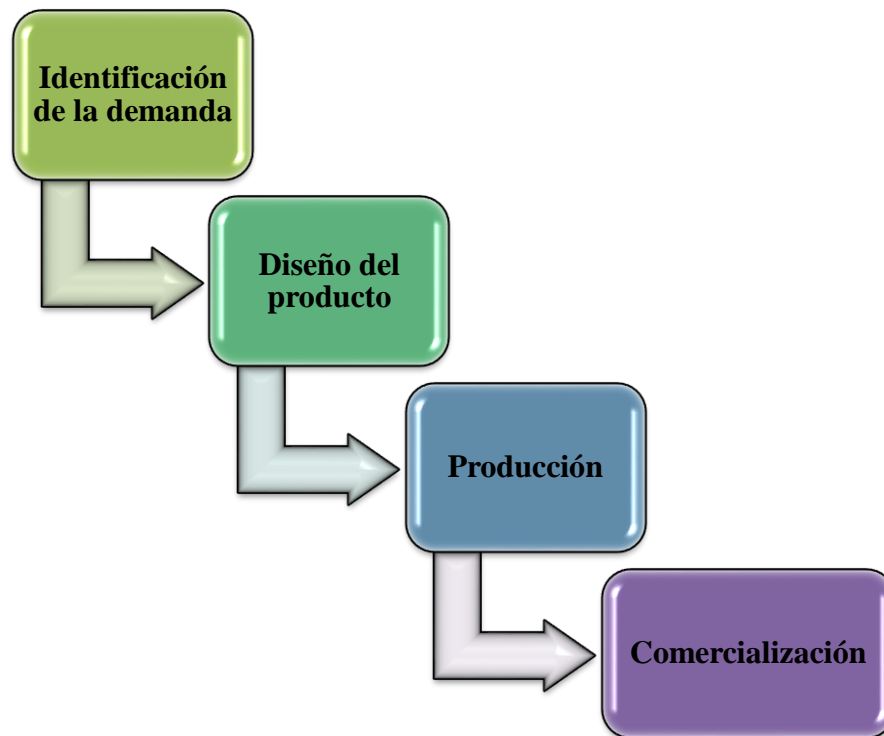 Identificación
de la demanda
Diseño del
producto
Producción
Comercialización